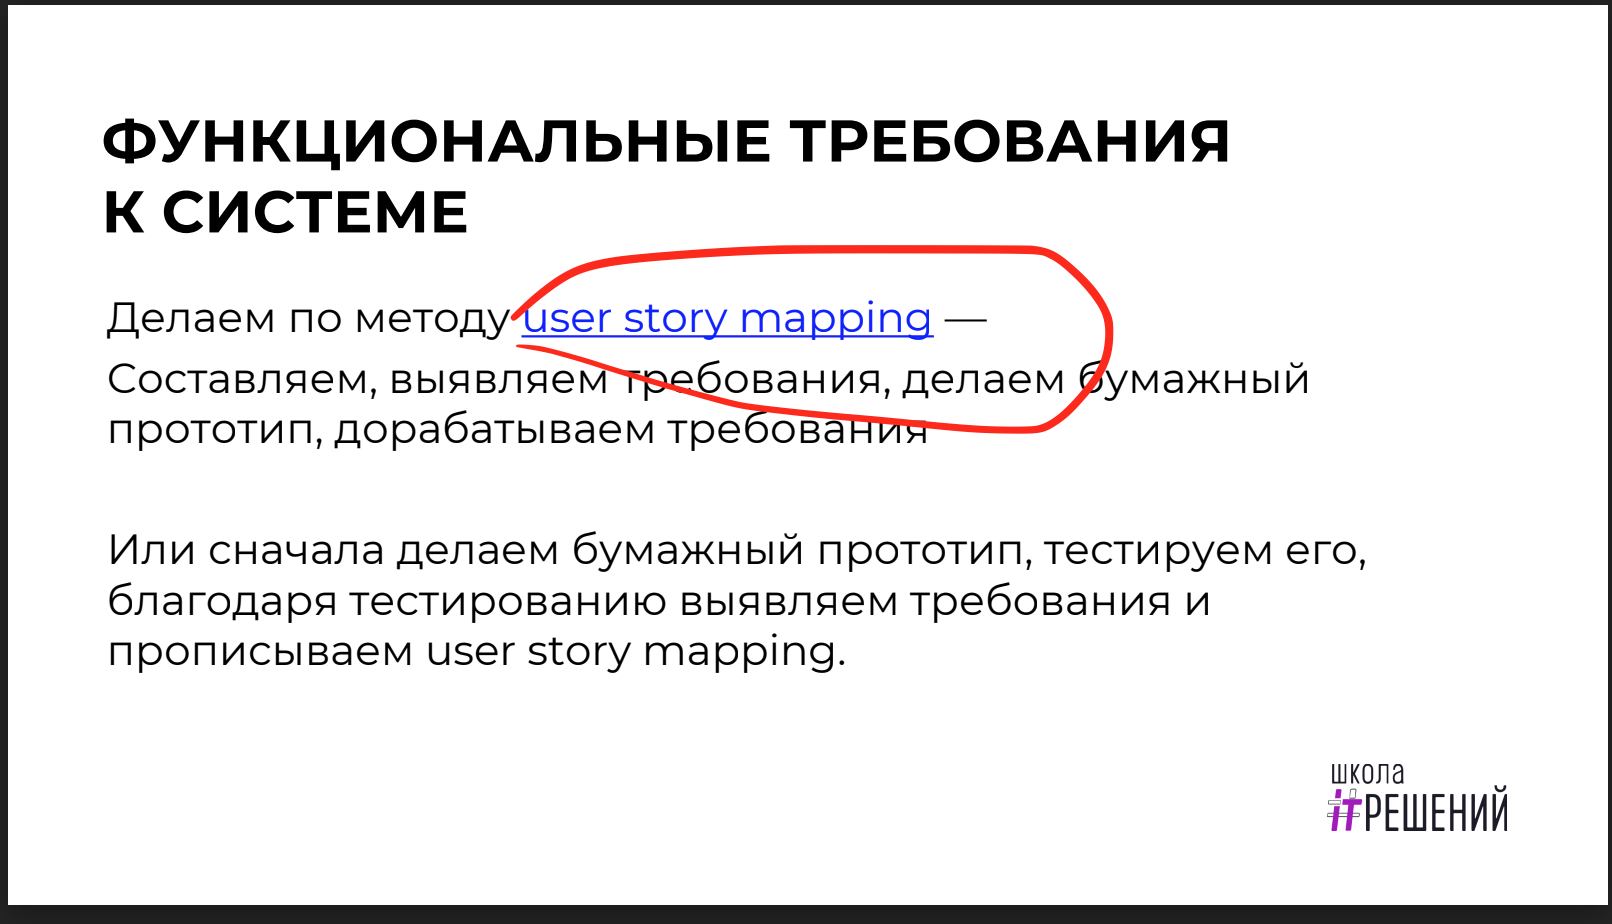 ФУНКЦИОНАЛЬНЫЕ ТРЕБОВАНИЯ
К СИСТЕМЕ
Делаем по методу user story mapping —
Составляем, выявляем требования, делаем бумажный
прототип, дорабатываем требования
Или сначала делаем бумажный прототип, тестируем его,
благодаря тестированию выявляем требования и
прописываем user story mapping.
школа
#РЕШЕНИЙ